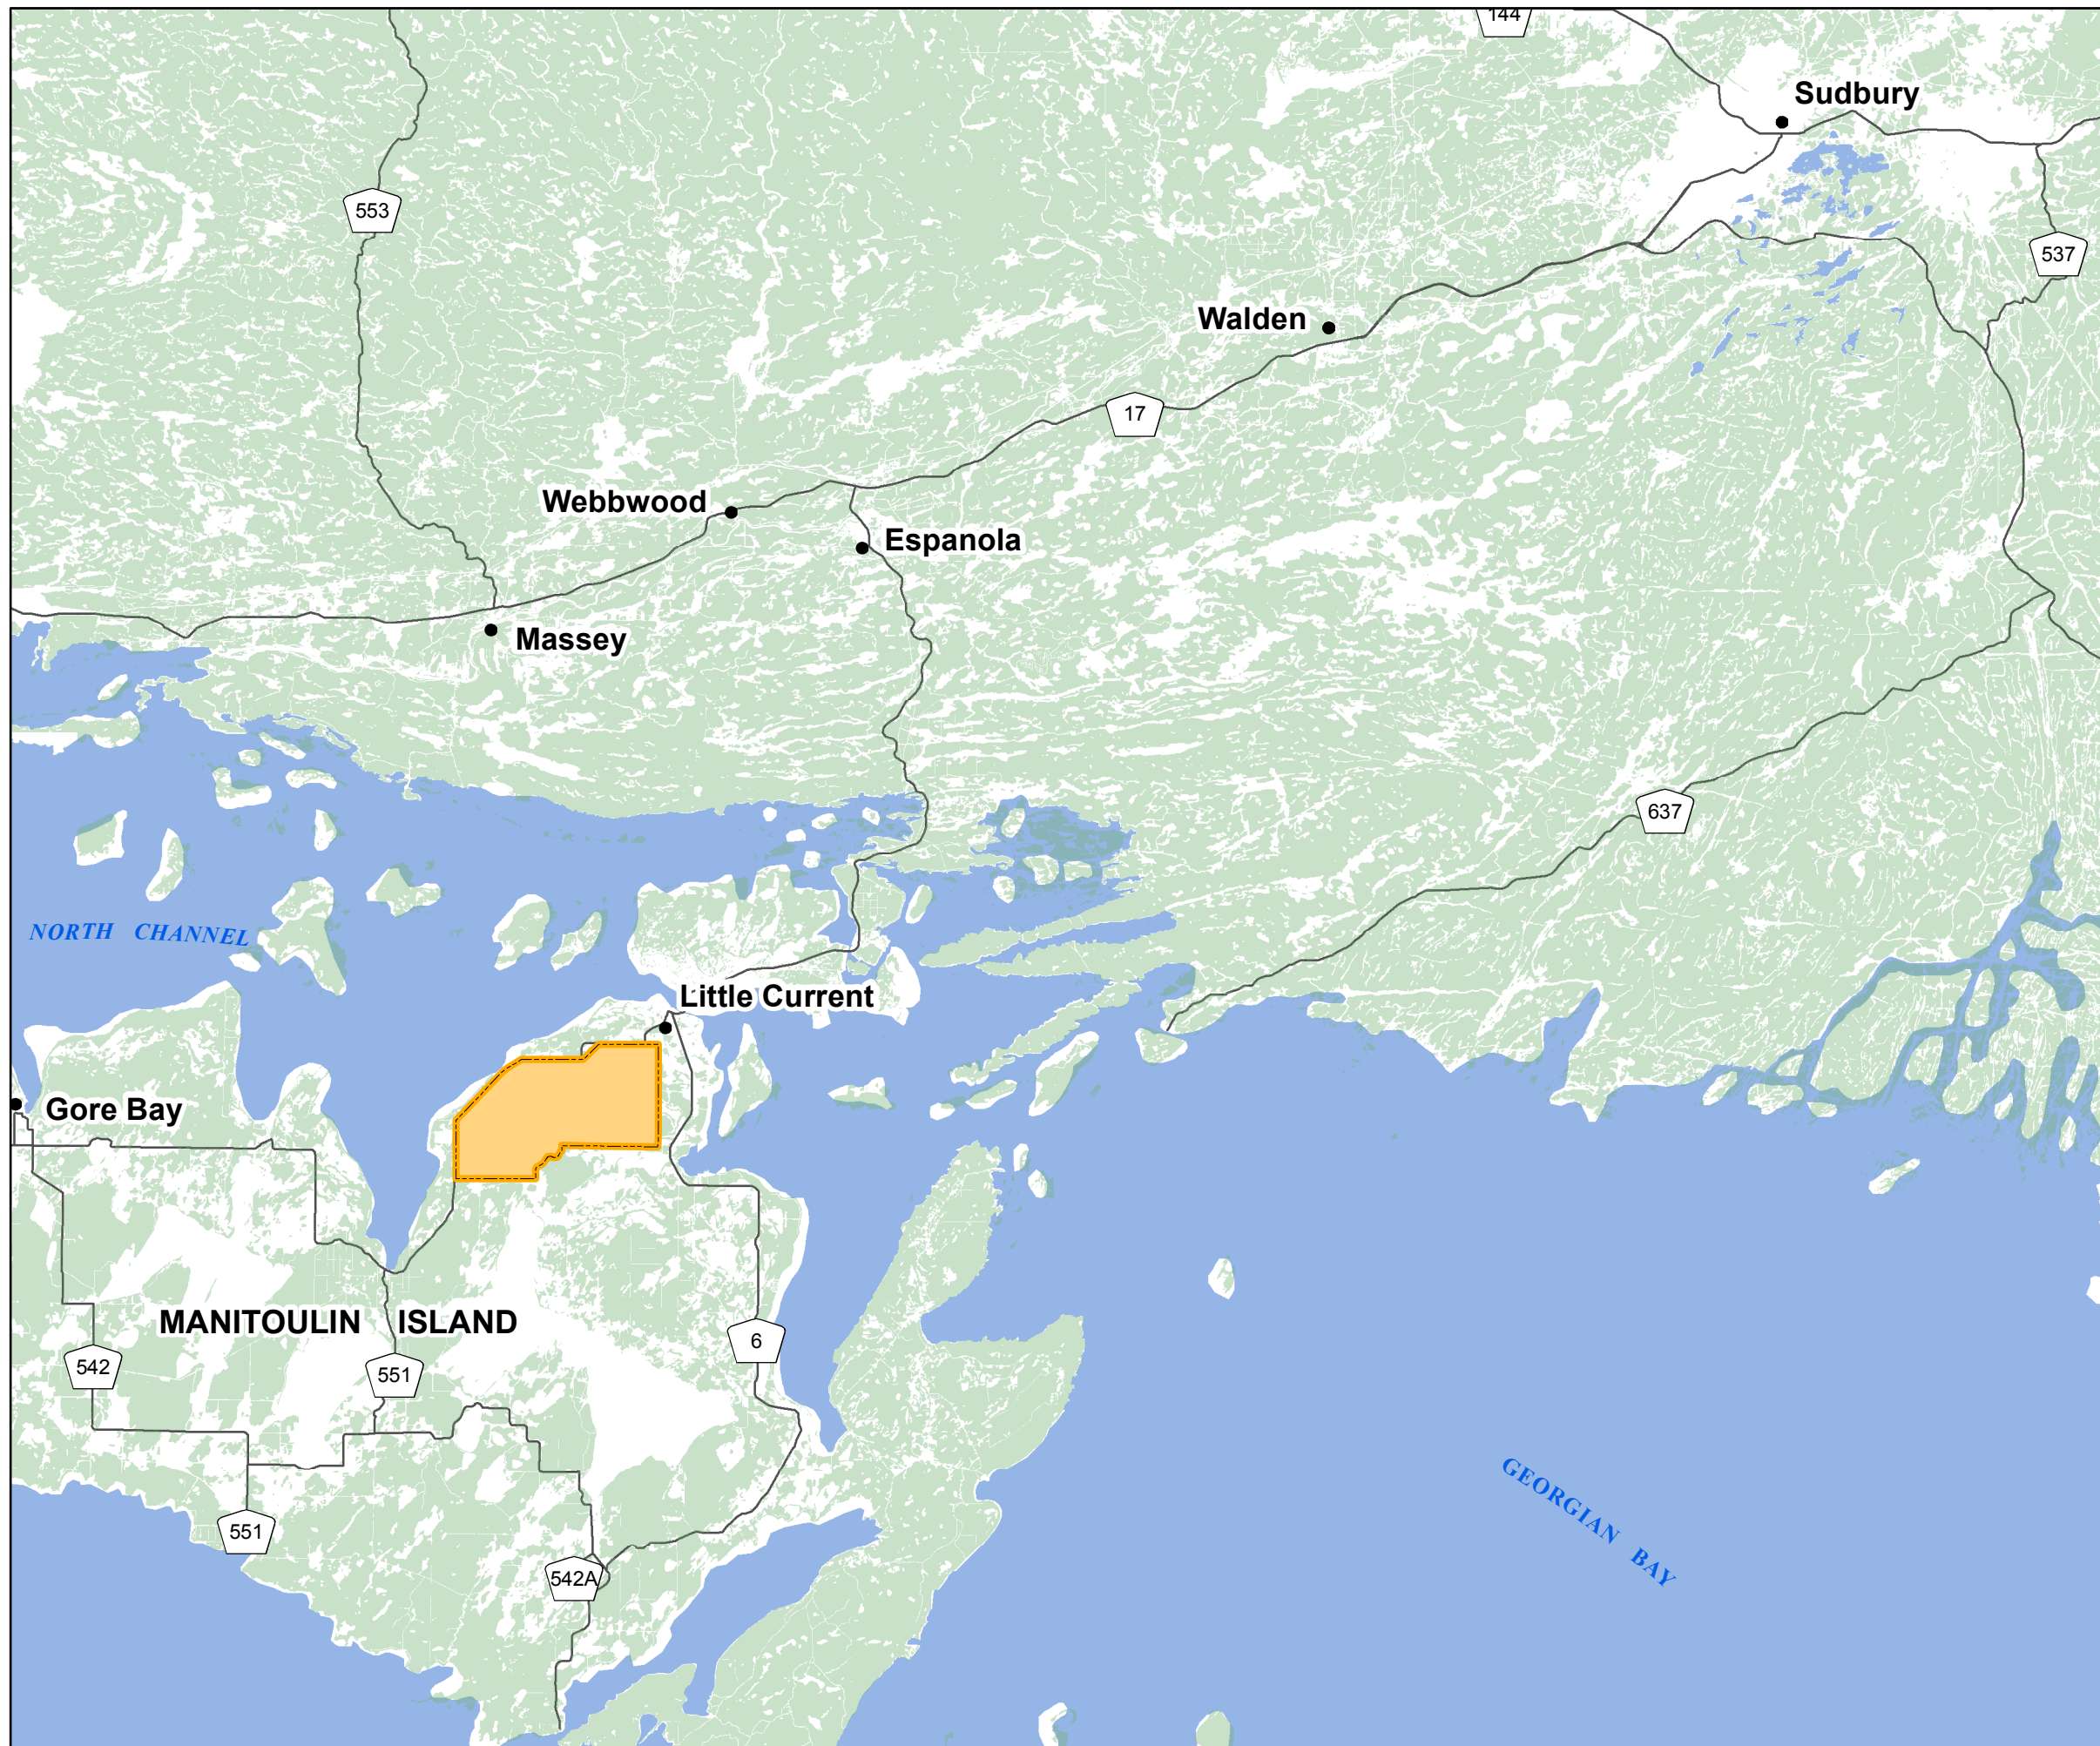 144
Sudbury
553
537
Walden
17
Webbwood
Espanola
Massey
637
NORTH CHANNEL
Little Current
Gore Bay
MANITOULIN ISLAND
6
542
551
GEORGIAN BAY
551
542A